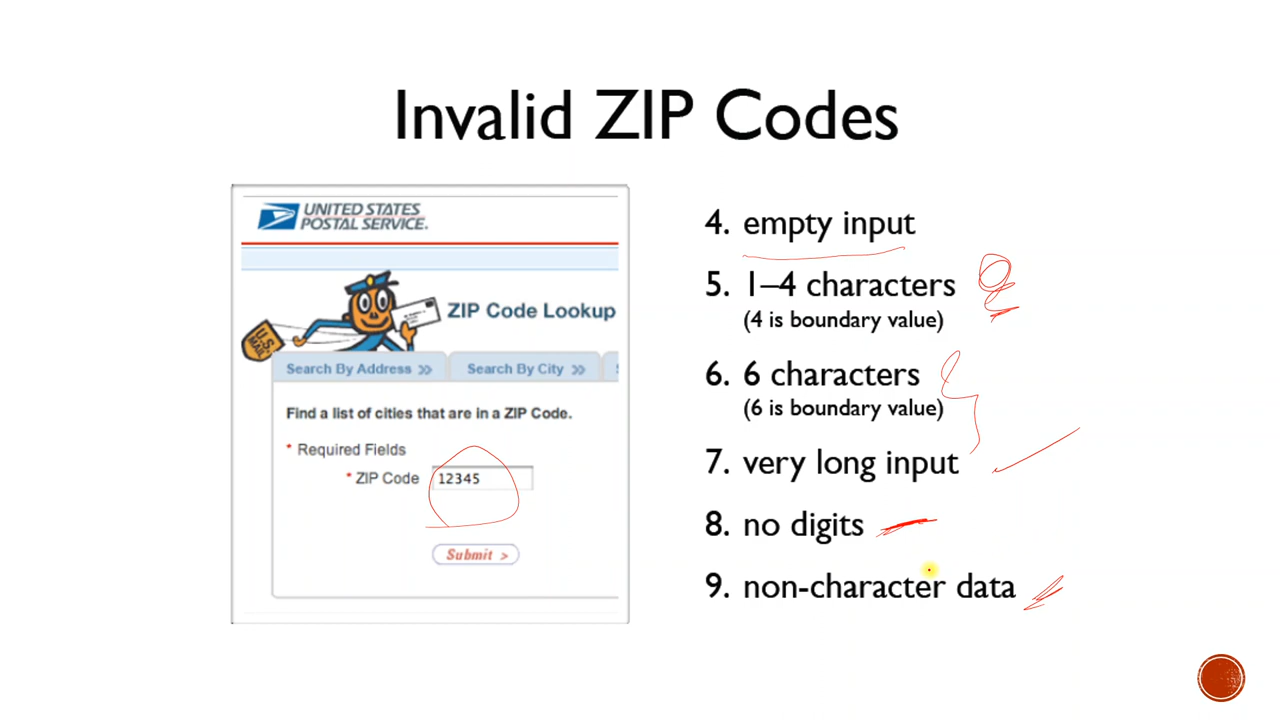 Invalid ZIP Codes
UNITED STATES
POSTAL SERVICE.
ZIP Code Lookup
U.S. MAIL
Search By Address »
Search By City »
Find a list of cities that are in a ZIP Code.
* Required Fields
* ZIP Code 12345
Submit >
4. empty input
5. 1–4 characters
(4 is boundary value)
6. 6 characters
(6 is boundary value)
7. very long input
8. no digits
9. non-character data